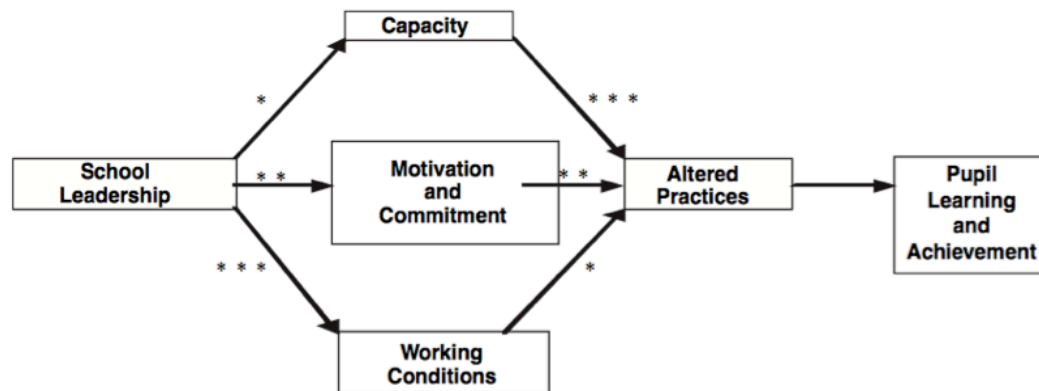 Capacity
*
* * *
School
Leadership
* *
Motivation
and
Commitment
* *
Altered
Practices
Pupil
Learning
and
Achievement
* * *
*
Working
Conditions